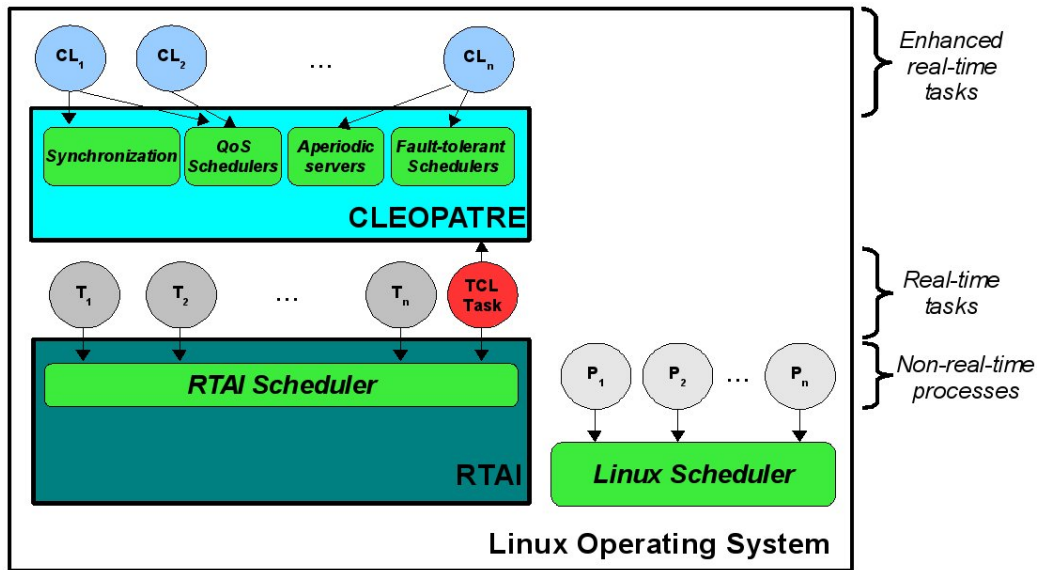 CL1
CL2
...
CLn
Enhanced
real-time
tasks
Synchronization
QoS
Schedulers
Aperiodic
servers
Fault-tolerant
Schedulers
CLEOPATRE
T1
T2
...
Tn
TCL
Task
Real-time
tasks
RTAI Scheduler
P1
P2
...
Pn
Non-real-time
processes
RTAI
Linux Scheduler
Linux Operating System